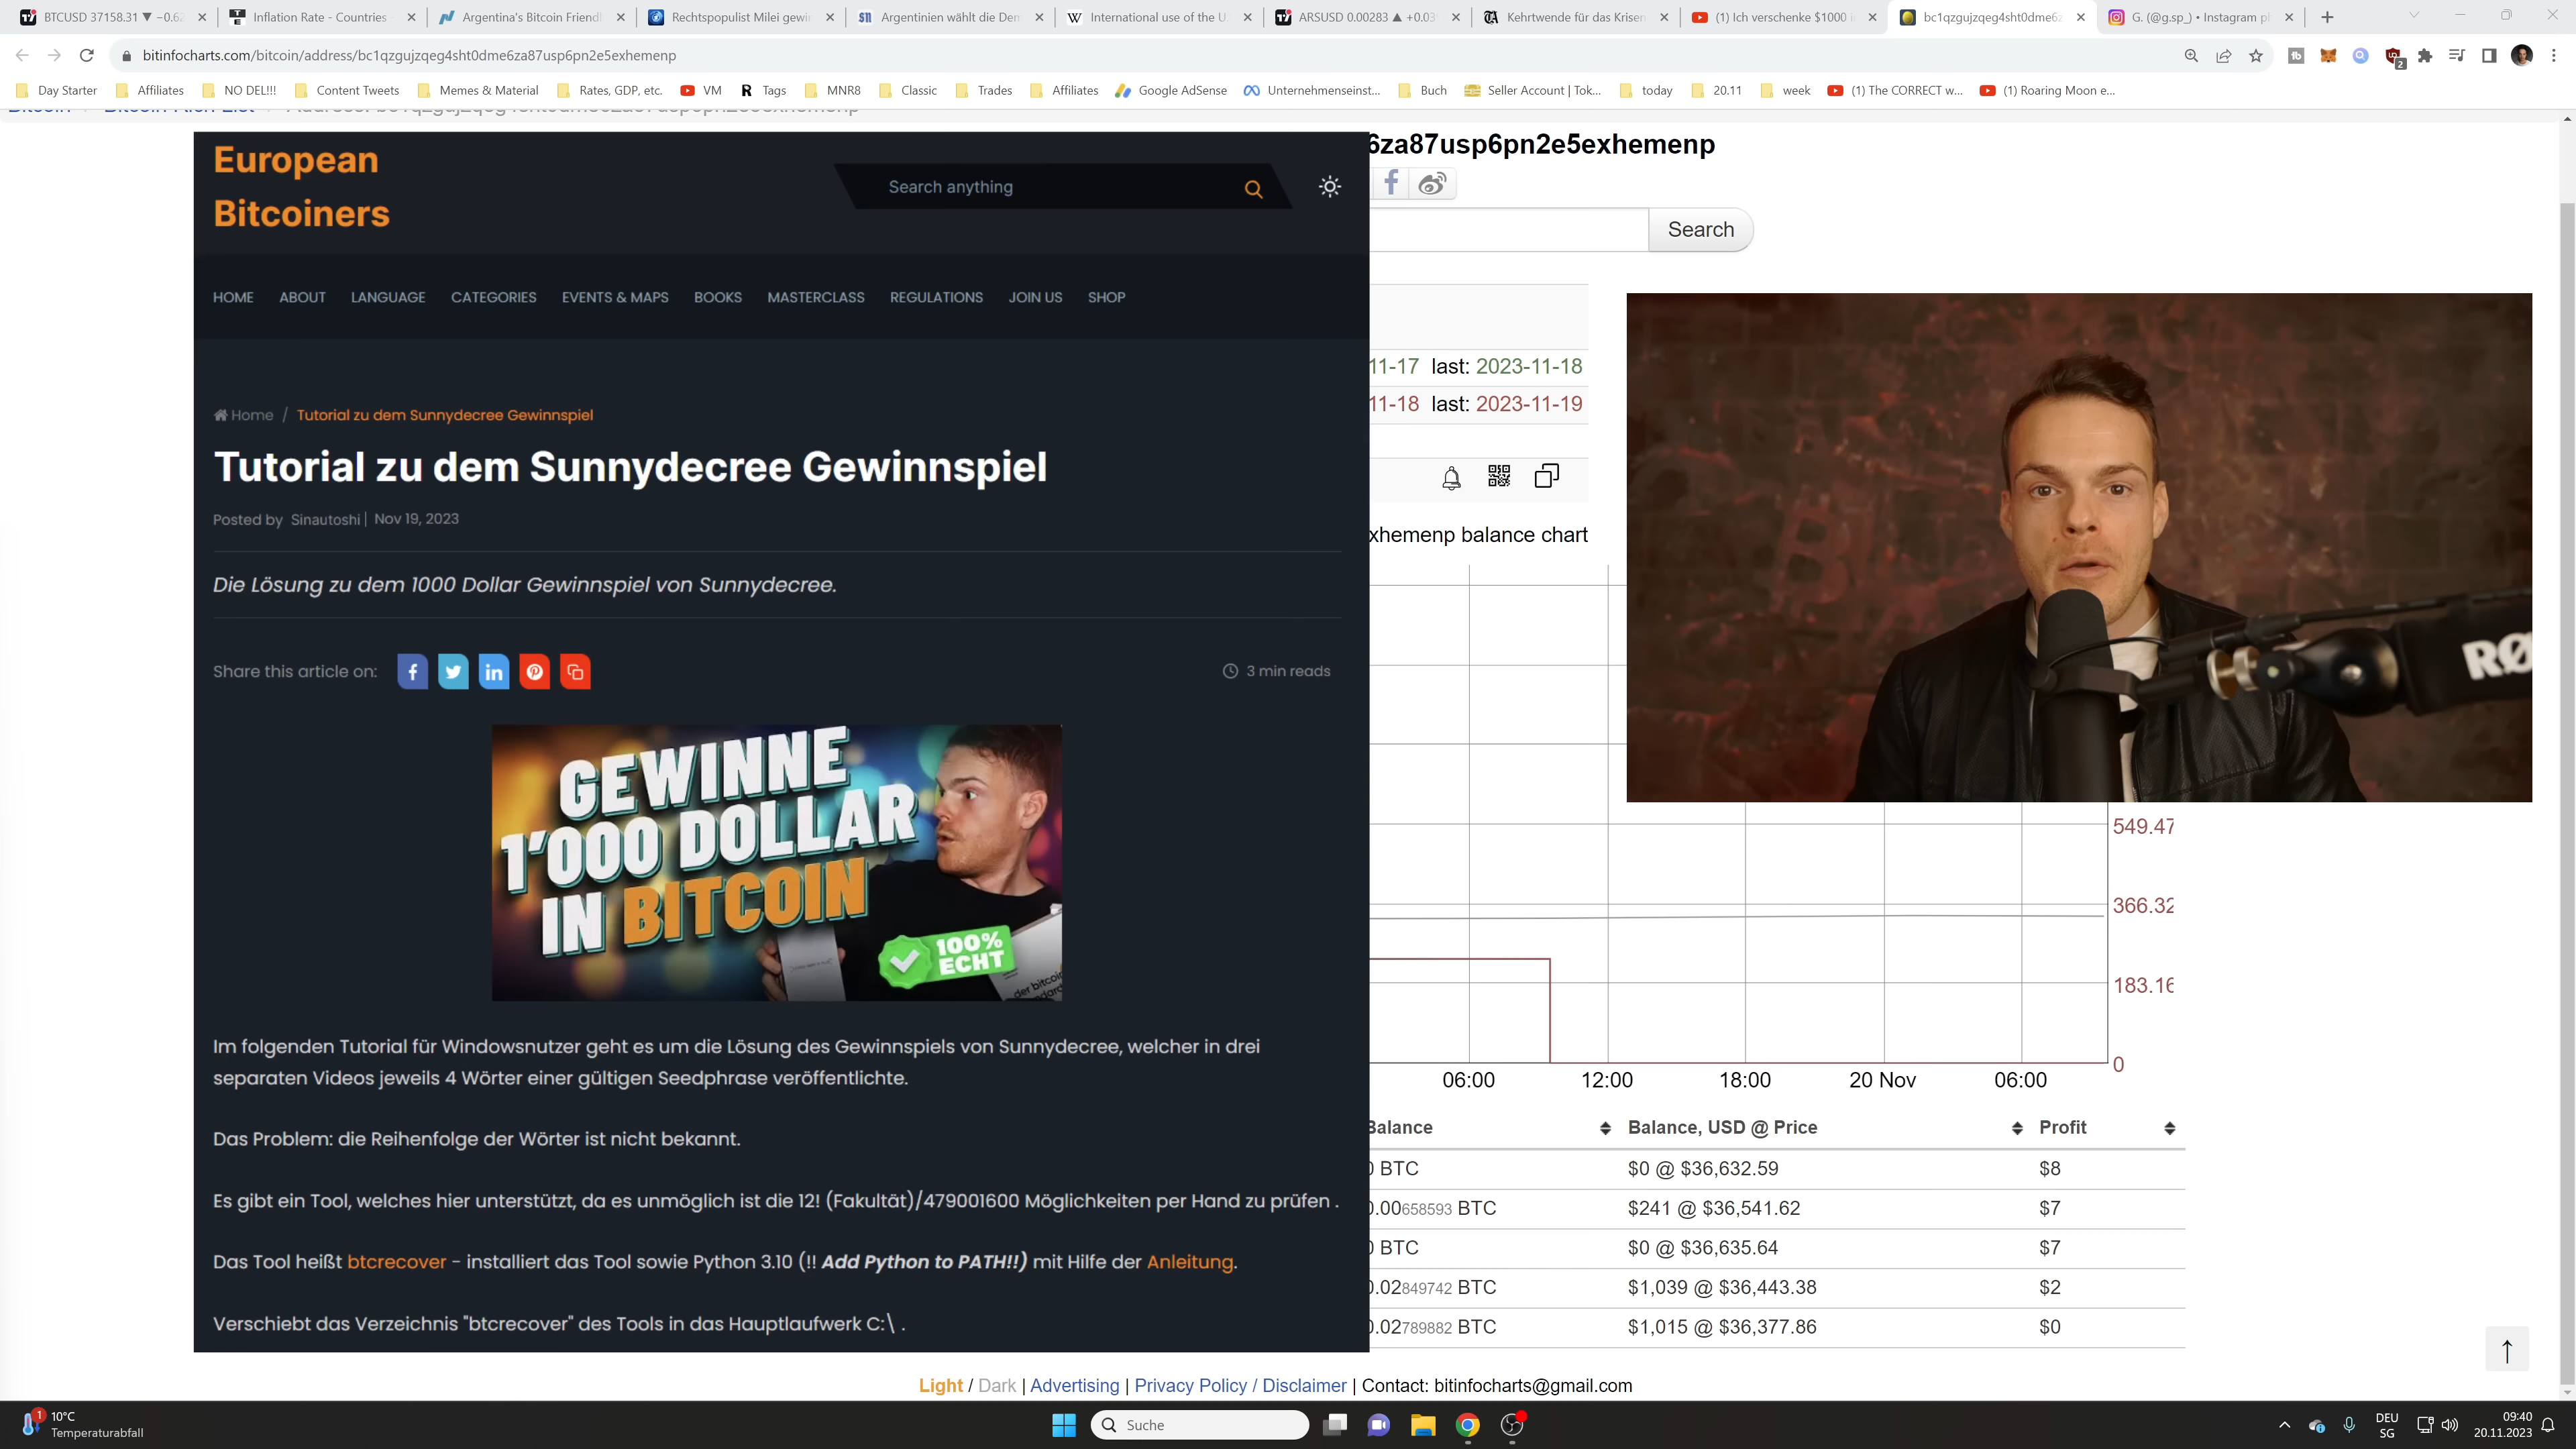 BTCUSD 37158.31 ▼ −0.62
Inflation Rate - Countries
Argentina's Bitcoin Friendl
Rechtspopulist Milei gewin
Argentinien wählt die Dem
International use of the U.
ARSUSD 0.00283 ▲ +0.03
Kehrtwende für das Krisen
(1) Ich verschenke $1000 i
bc1qzgujzqeg4sht0dme6z
G. (@g.sp_) • Instagram ph
bitinfocharts.com/bitcoin/address/bc1qzgujzqeg4sht0dme6za87usp6pn2e5exhemenp
2
Day Starter
Affiliates
NO DEL!!!
Content Tweets
Memes & Material
Rates, GDP, etc.
VM
Tags
MNR8
Classic
Trades
Affiliates
Google AdSense
Unternehmenseinst...
Buch
Seller Account | Tok...
today
20.11
week
(1) The CORRECT w...
(1) Roaring Moon e...
6za87usp6pn2e5exhemenp
Search
11-17 last: 2023-11-18
11-18 last: 2023-11-19
xhemenp balance chart
European
Bitcoiners
Search anything
HOME ABOUT LANGUAGE CATEGORIES EVENTS & MAPS BOOKS MASTERCLASS REGULATIONS JOIN US SHOP
Home / Tutorial zu dem Sunnydecree Gewinnspiel
Tutorial zu dem Sunnydecree Gewinnspiel
Posted by Sinautoshi | Nov 19, 2023
Die Lösung zu dem 1000 Dollar Gewinnspiel von Sunnydecree.
Share this article on:
3 min reads
GEWINNE
1'000 DOLLAR
IN BITCOIN
100%
ECHT
der bitcoin
Im folgenden Tutorial für Windowsnutzer geht es um die Lösung des Gewinnspiels von Sunnydecree, welcher in drei
separaten Videos jeweils 4 Wörter einer gültigen Seedphrase veröffentlichte.
Das Problem: die Reihenfolge der Wörter ist nicht bekannt.
Es gibt ein Tool, welches hier unterstützt, da es unmöglich ist die 12! (Fakultät)/479001600 Möglichkeiten per Hand zu prüfen .
Das Tool heißt btcrecover - installiert das Tool sowie Python 3.10 (!! Add Python to PATH!!) mit Hilfe der Anleitung.
Verschiebt das Verzeichnis "btcrecover" des Tools in das Hauptlaufwerk C:\ .
RØ
549.47
366.32
183.16
0
06:00 12:00 18:00 20 Nov 06:00
Balance Balance, USD @ Price Profit
0 BTC $0 @ $36,632.59 $8
0.00658593 BTC $241 @ $36,541.62 $7
0 BTC $0 @ $36,635.64 $7
0.02849742 BTC $1,039 @ $36,443.38 $2
0.02789882 BTC $1,015 @ $36,377.86 $0
Light / Dark | Advertising | Privacy Policy / Disclaimer | Contact: bitinfocharts@gmail.com
1
10°C
Temperaturabfall
Suche
DEU
SG
09:40
20.11.2023